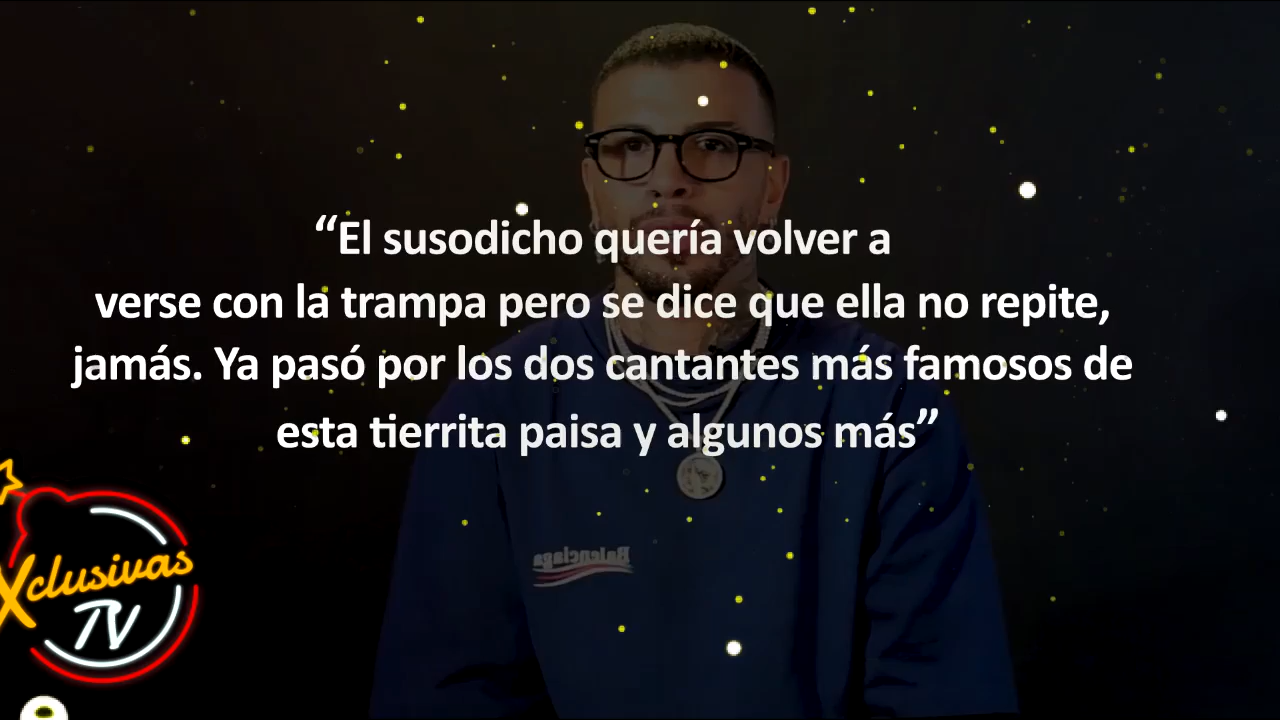 “El susodicho quería volver a
verse con la trampa pero se dice que ella no repite,
jamás. Ya pasó por los dos cantantes más famosos de
esta tierrita paisa y algunos más”
Balenciaga
Xclusivas
TV